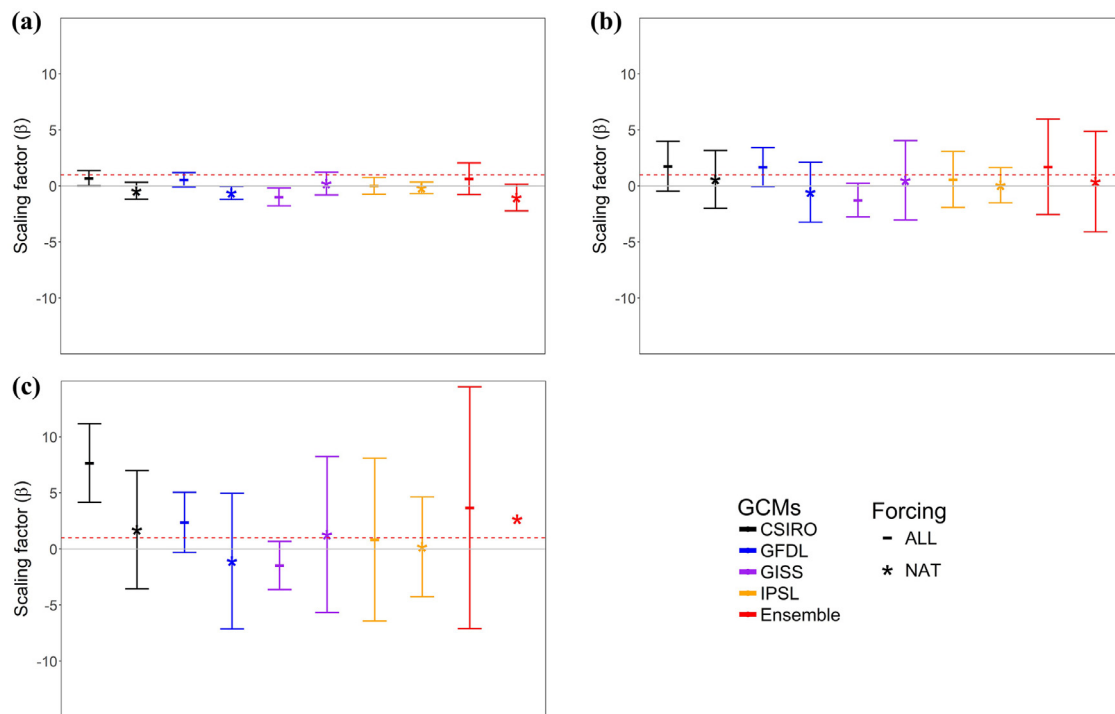 (a)
10
5
0
-5
-10
Scaling factor (β)
(b)
10
5
0
-5
-10
Scaling factor (β)
(c)
10
5
0
-5
-10
Scaling factor (β)
GCMs
CSIRO
GFDL
GISS
IPSL
Ensemble
Forcing
- ALL
* NAT